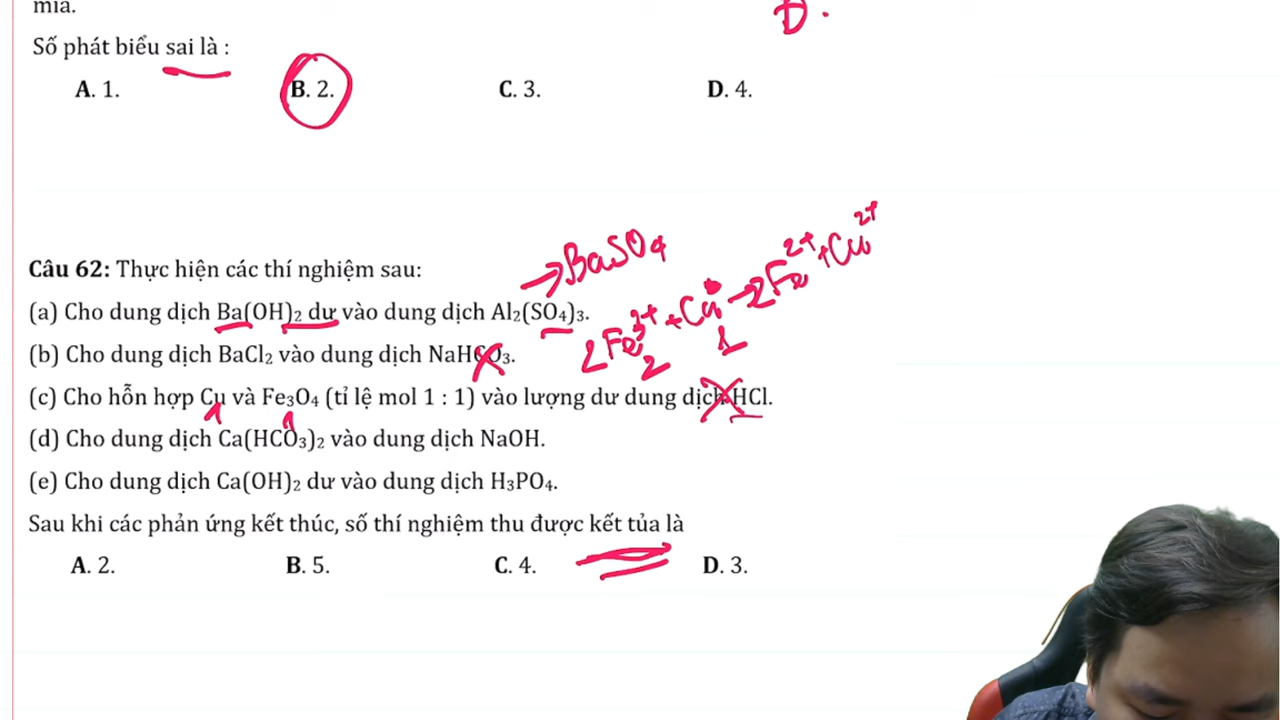 mía.
Đ.
Số phát biểu sai là :
A. 1. B. 2. C. 3. D. 4.
→BaSO4
2Fe3+ + Cu → 2Fe2+ + Cu2+
2 1
Câu 62: Thực hiện các thí nghiệm sau:
(a) Cho dung dịch Ba(OH)₂ dư vào dung dịch Al₂(SO₄)₃.
(b) Cho dung dịch BaCl₂ vào dung dịch NaHCO₃.
(c) Cho hỗn hợp Cu và Fe₃O₄ (tỉ lệ mol 1 : 1) vào lượng dư dung dịch HCl.
1 1
(d) Cho dung dịch Ca(HCO₃)₂ vào dung dịch NaOH.
(e) Cho dung dịch Ca(OH)₂ dư vào dung dịch H₃PO₄.
Sau khi các phản ứng kết thúc, số thí nghiệm thu được kết tủa là
A. 2. B. 5. C. 4. D. 3.